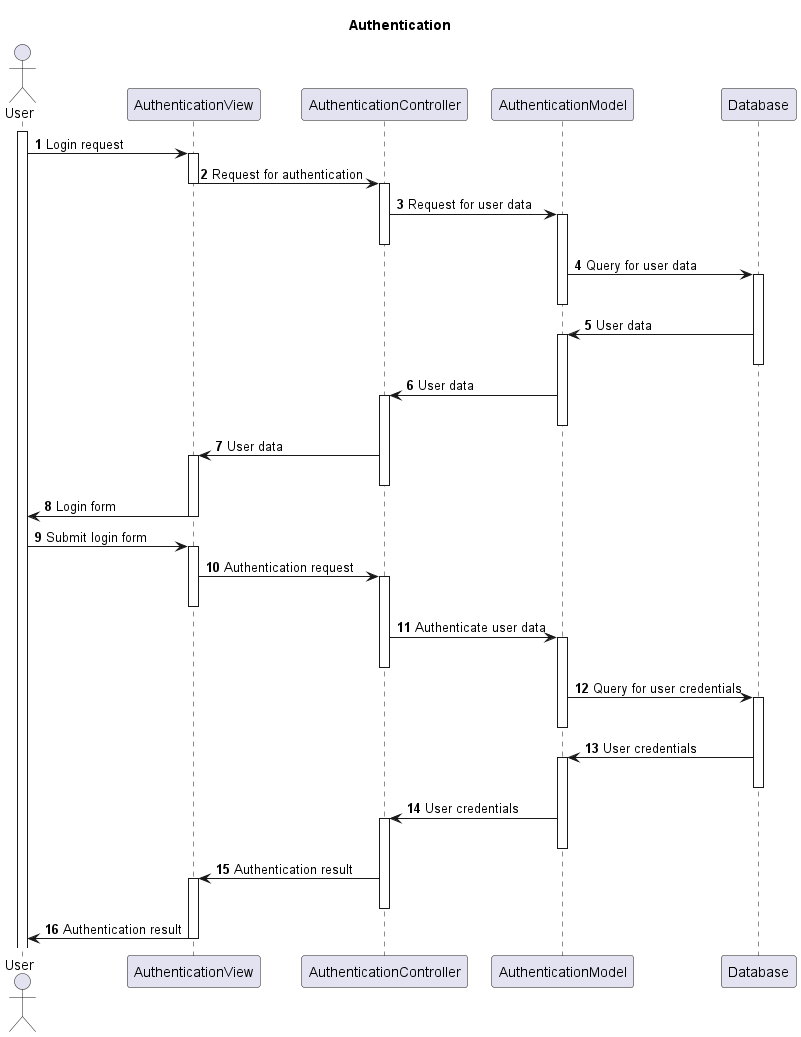 Authentication
User
AuthenticationView
AuthenticationController
AuthenticationModel
Database
1 Login request
2 Request for authentication
3 Request for user data
4 Query for user data
5 User data
6 User data
7 User data
8 Login form
9 Submit login form
10 Authentication request
11 Authenticate user data
12 Query for user credentials
13 User credentials
14 User credentials
15 Authentication result
16 Authentication result
User
AuthenticationView
AuthenticationController
AuthenticationModel
Database